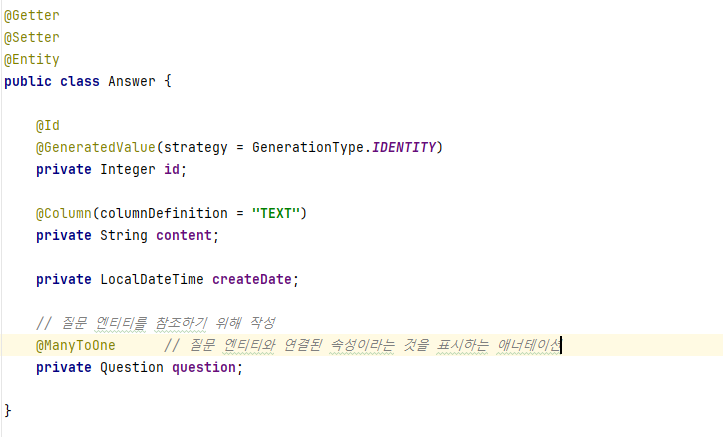 @Getter
@Setter
@Entity
public class Answer {
@Id
@GeneratedValue(strategy = GenerationType.IDENTITY)
private Integer id;
@Column(columnDefinition = "TEXT")
private String content;
private LocalDateTime createDate;
// 질문 엔티티를 참조하기 위해 작성
@ManyToOne // 질문 엔티티와 연결된 속성이라는 것을 표시하는 애너테이션
private Question question;
}